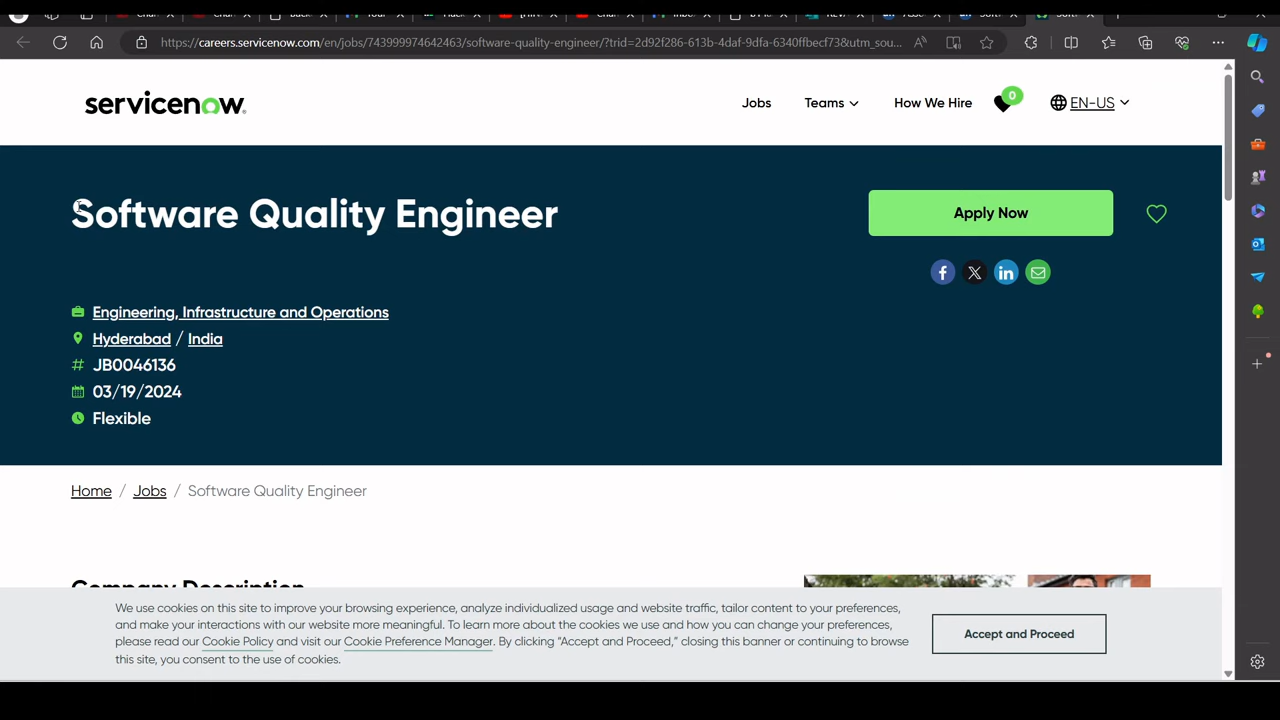 https://careers.servicenow.com/en/jobs/743999974642463/software-quality-engineer/?trid=2d92f286-613b-4daf-9dfa-6340ffbecf73&utm_sou...
servicenow
Jobs
Teams
How We Hire
0
EN-US
Software Quality Engineer
Apply Now
Engineering, Infrastructure and Operations
Hyderabad / India
# JB0046136
03/19/2024
Flexible
Home / Jobs / Software Quality Engineer
Company Description
We use cookies on this site to improve your browsing experience, analyze individualized usage and website traffic, tailor content to your preferences,
and make your interactions with our website more meaningful. To learn more about the cookies we use and how you can change your preferences,
please read our Cookie Policy and visit our Cookie Preference Manager. By clicking “Accept and Proceed,” closing this banner or continuing to browse
this site, you consent to the use of cookies.
Accept and Proceed